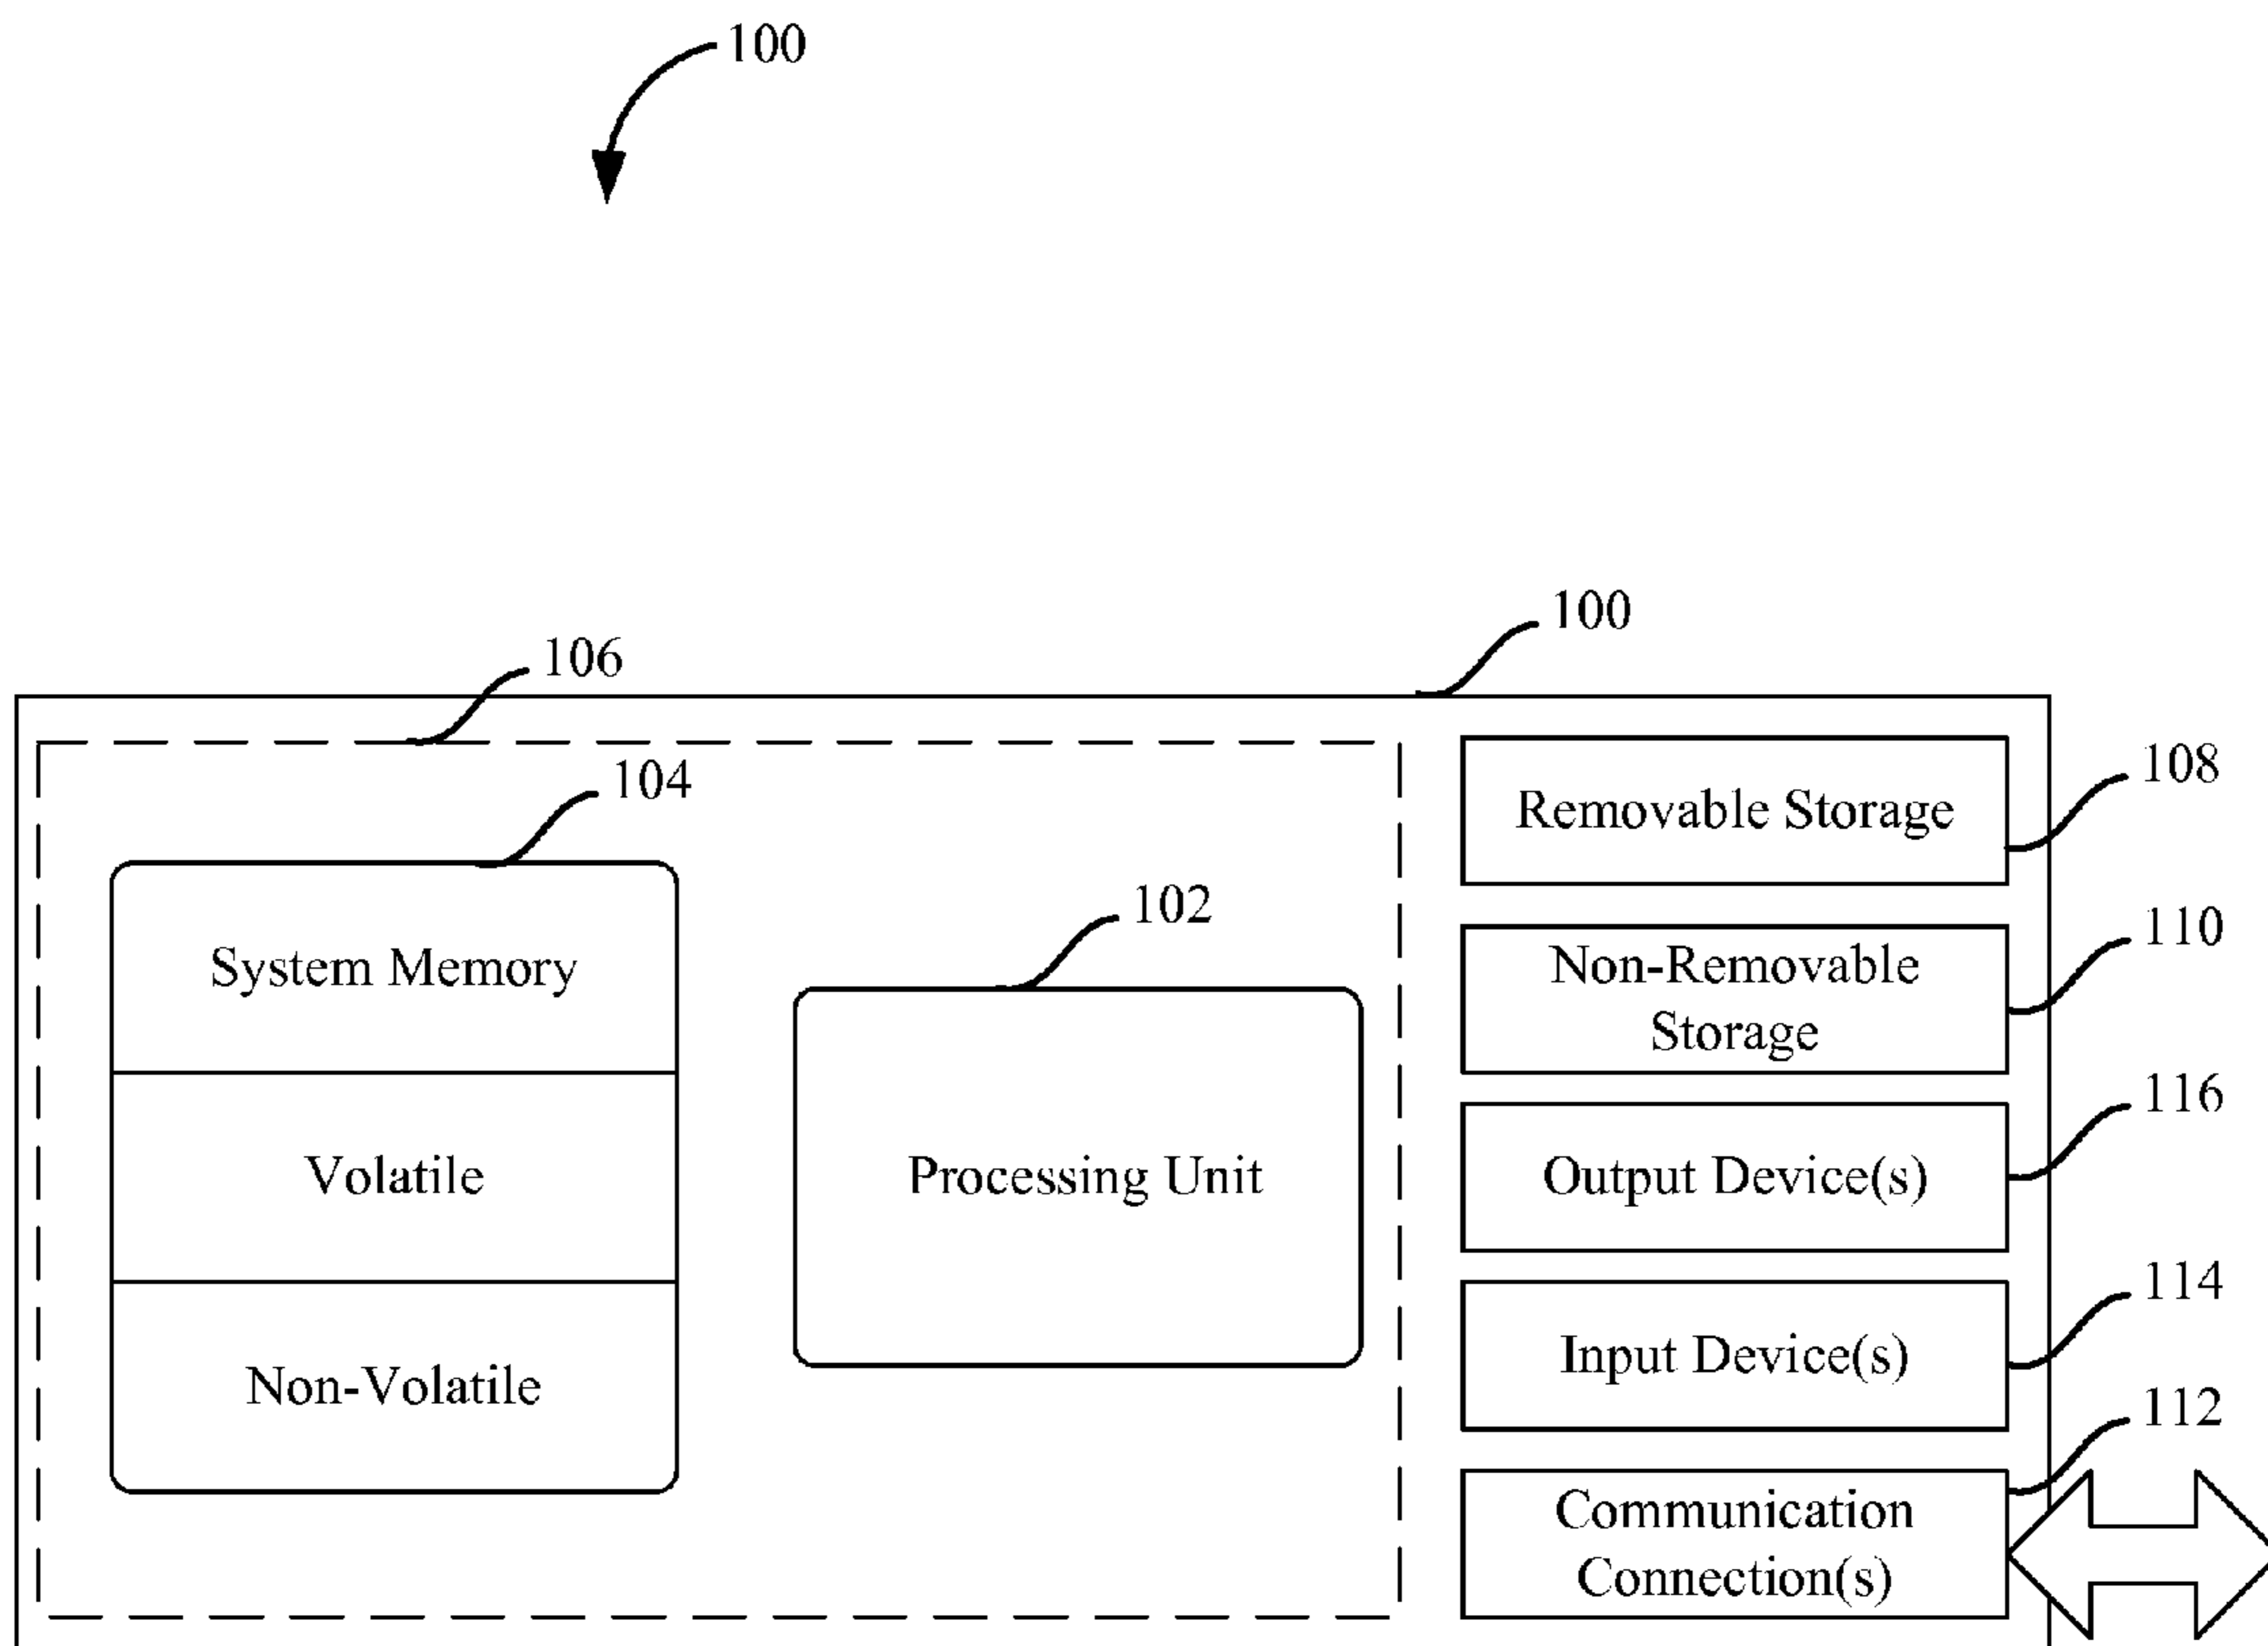 100
100
106
104
108
Removable Storage
102
110
System Memory
Non-Removable
Storage
116
Volatile
Processing Unit
Output Device(s)
114
Input Device(s)
Non-Volatile
112
Communication
Connection(s)